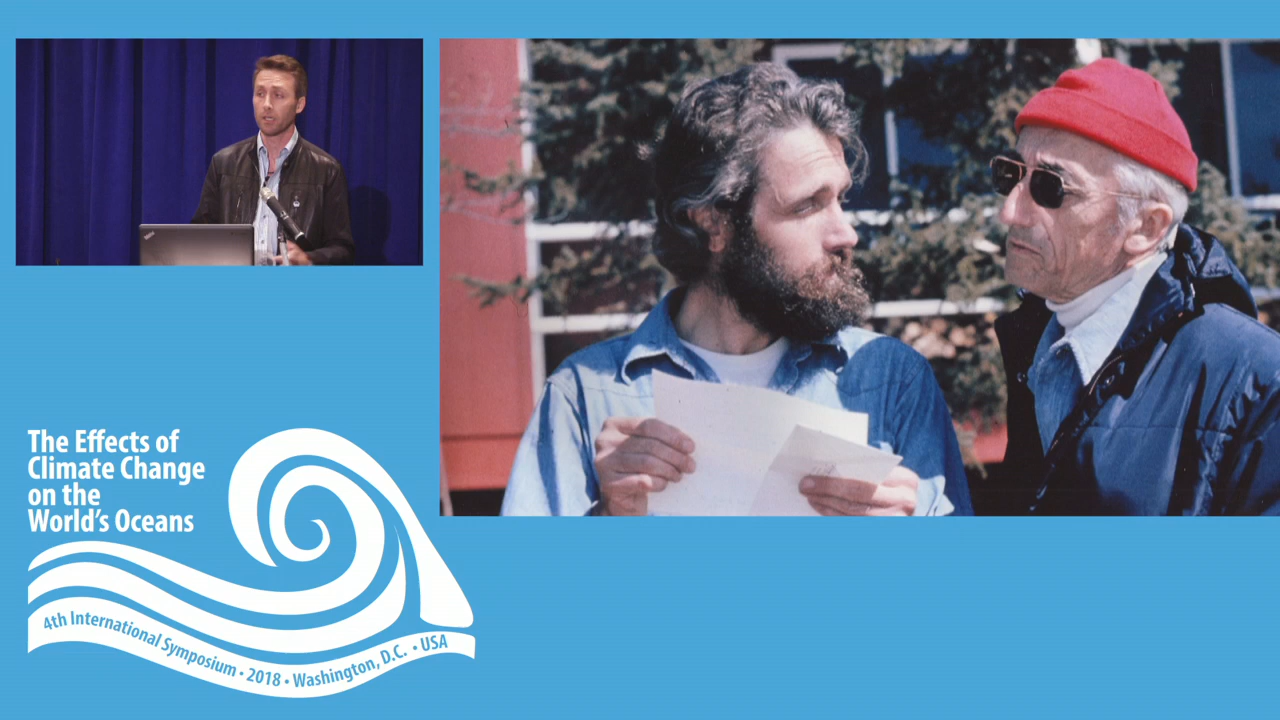 The Effects of
Climate Change
on the
World's Oceans
4th International Symposium • 2018 • Washington, D.C. • USA